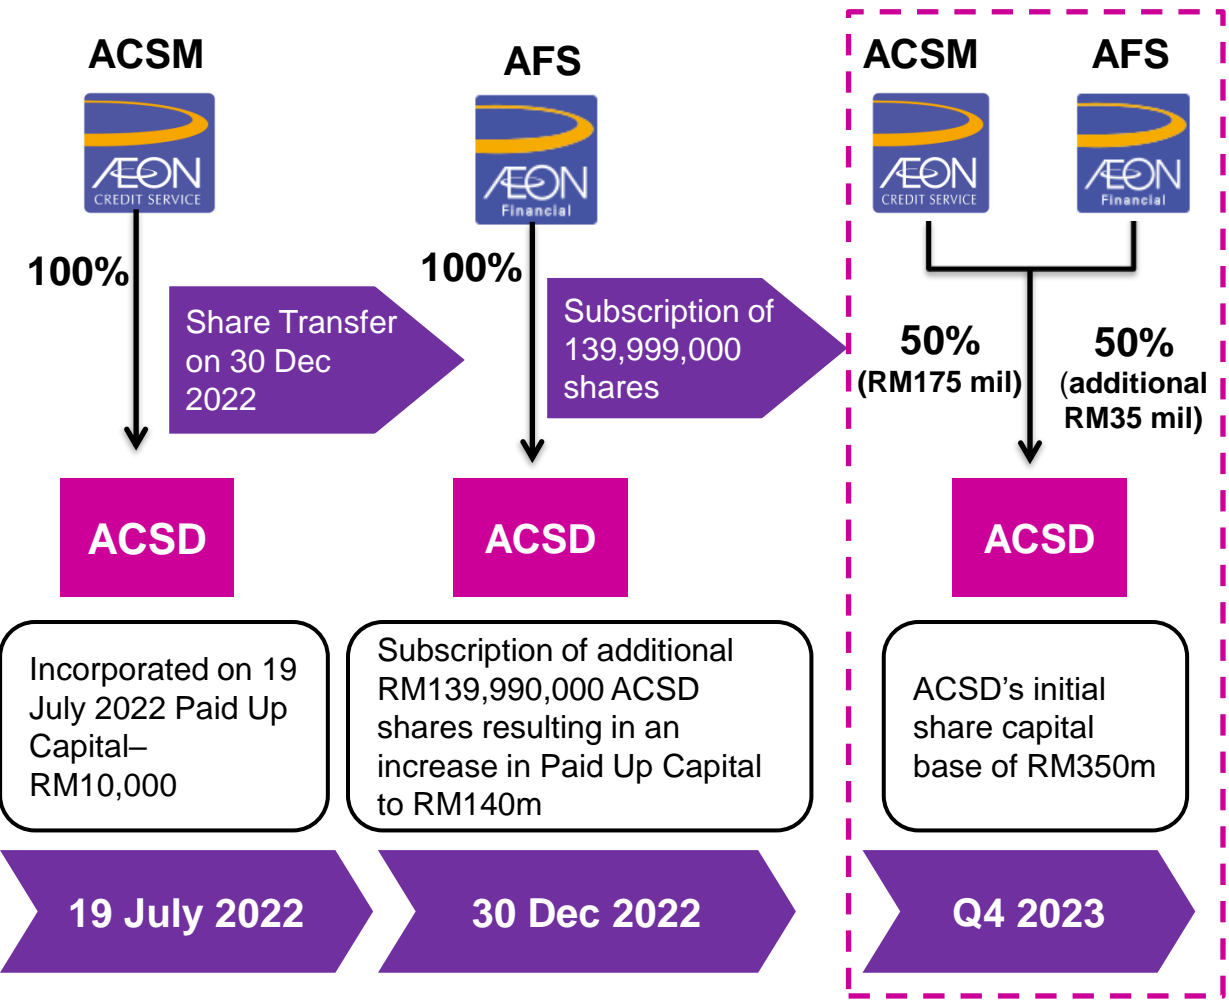 ACSM
AFS
ACSM
AFS
ÆON
CREDIT SERVICE
ÆON
Financial
ÆON
CREDIT SERVICE
ÆON
Financial
100%
Share Transfer
on 30 Dec
2022
100%
Subscription of
139,999,000
shares
50%
(RM175 mil)
50%
(additional
RM35 mil)
ACSD
ACSD
ACSD
Incorporated on 19
July 2022 Paid Up
Capital–
RM10,000
Subscription of additional
RM139,990,000 ACSD
shares resulting in an
increase in Paid Up Capital
to RM140m
ACSD’s initial
share capital
base of RM350m
19 July 2022
30 Dec 2022
Q4 2023